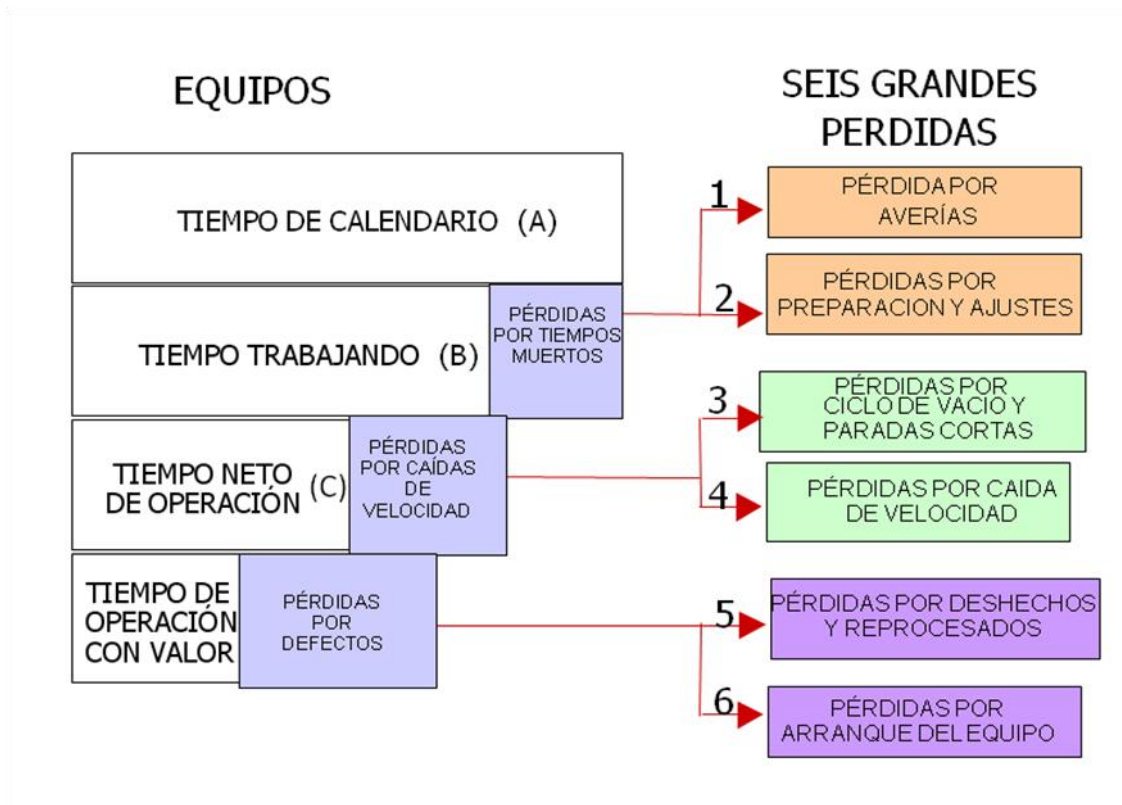 EQUIPOS
SEIS GRANDES
PERDIDAS
TIEMPO DE CALENDARIO (A)
TIEMPO TRABAJANDO (B)
PÉRDIDAS
POR TIEMPOS
MUERTOS
TIEMPO NETO
DE OPERACIÓN (C)
PÉRDIDAS
POR CAÍDAS
DE
VELOCIDAD
TIEMPO DE
OPERACIÓN
CON VALOR
PÉRDIDAS
POR
DEFECTOS
1
PÉRDIDA POR
AVERÍAS
2
PÉRDIDAS POR
PREPARACION Y AJUSTES
3
PÉRDIDAS POR
CICLO DE VACIO Y
PARADAS CORTAS
4
PÉRDIDAS POR CAIDA
DE VELOCIDAD
5
PÉRDIDAS POR DESHECHOS
Y REPROCESADOS
6
PÉRDIDAS POR
ARRANQUE DEL EQUIPO